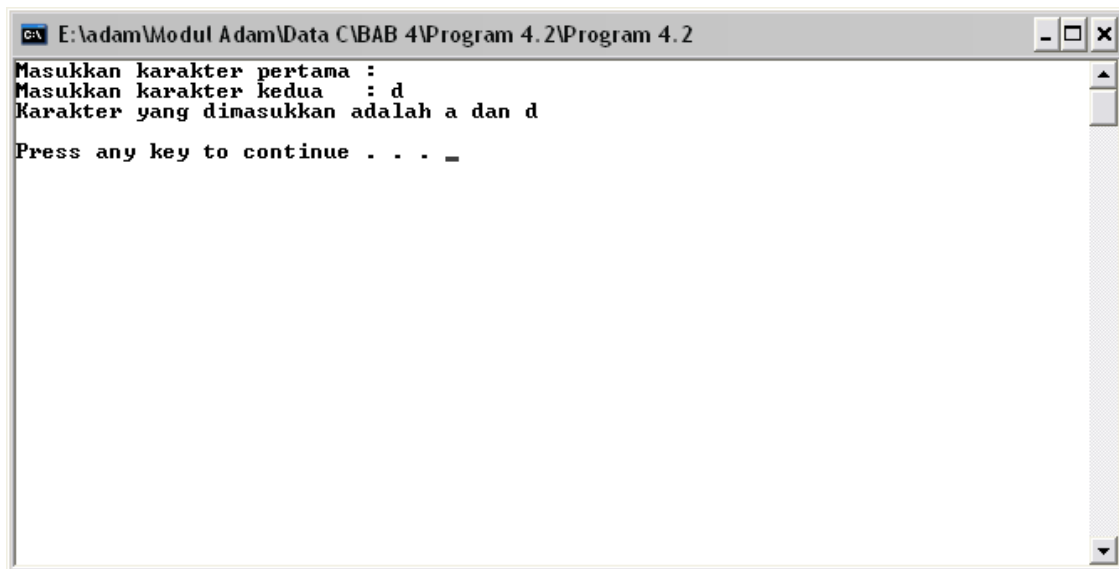 E:\adam\Modul Adam\Data C\BAB 4\Program 4.2\Program 4.2
Masukkan karakter pertama :
Masukkan karakter kedua   : d
Karakter yang dimasukkan adalah a dan d
Press any key to continue . . . _